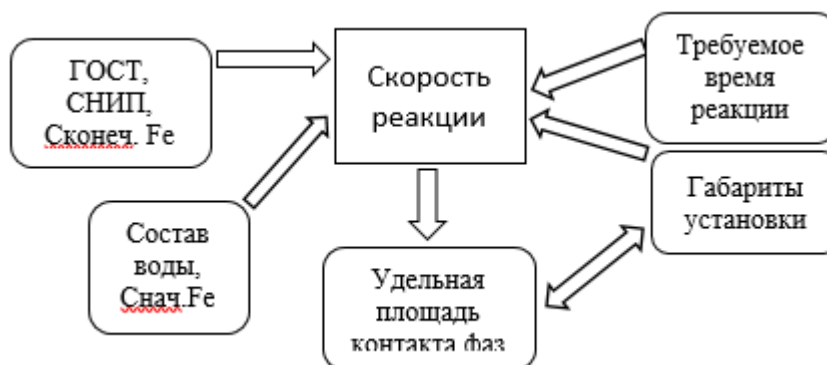 ГОСТ,
СНИП,
Сконеч. Fe
Скорость
реакции
Требуемое
время
реакции
Состав
воды,
Снач.Fe
Удельная
площадь
контакта фаз
Габариты
установки